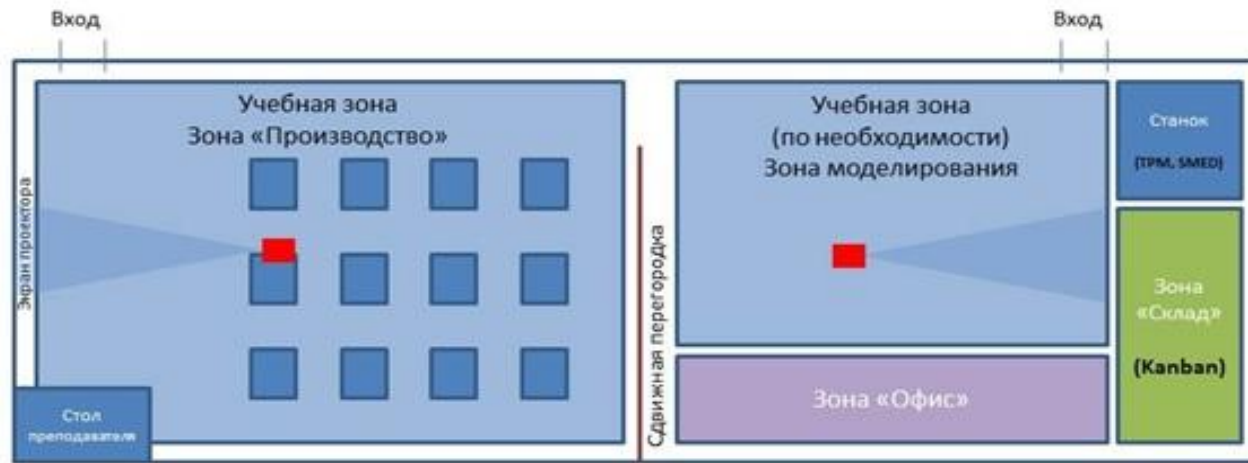 Вход
Вход
Экран проектора
Учебная зона
Зона «Производство»
Стол
преподавателя
Сдвижная перегородка
Учебная зона
(по необходимости)
Зона моделирования
Зона «Офис»
Станок
(TPM, SMED)
Зона
«Склад»
(Kanban)